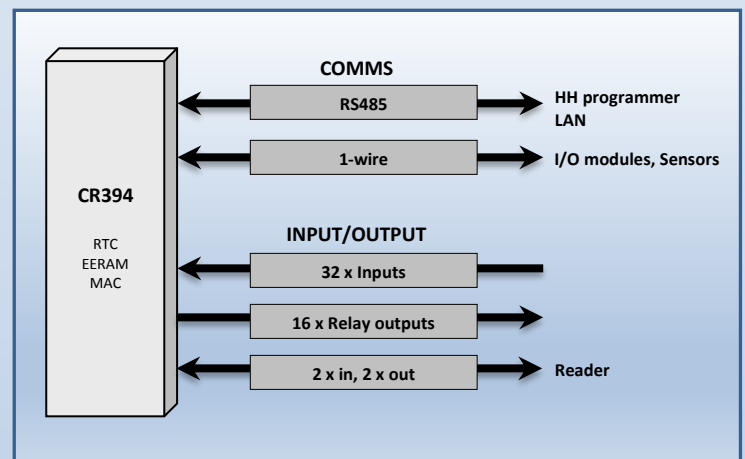 COMMS
RS485
HH programmer
LAN
1-wire
I/O modules, Sensors
CR394
RTC
EERAM
MAC
INPUT/OUTPUT
32 x Inputs
16 x Relay outputs
2 x in, 2 x out
Reader